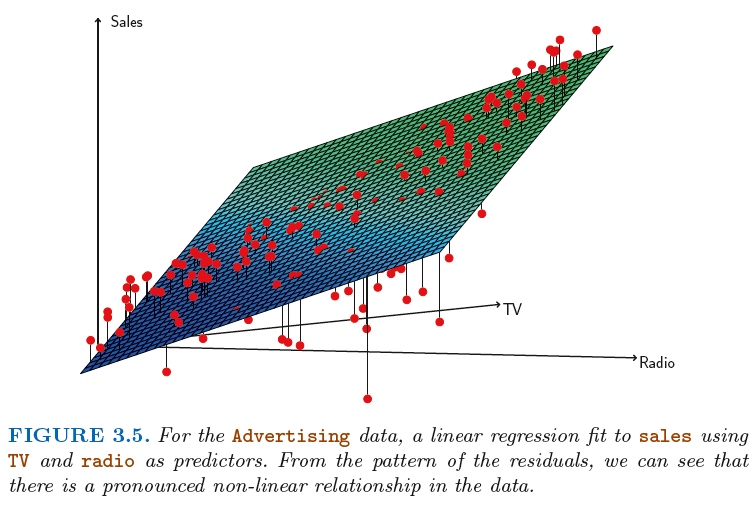 Sales
TV
Radio
FIGURE 3.5. For the Advertising data, a linear regression fit to sales using
TV and radio as predictors. From the pattern of the residuals, we can see that
there is a pronounced non-linear relationship in the data.